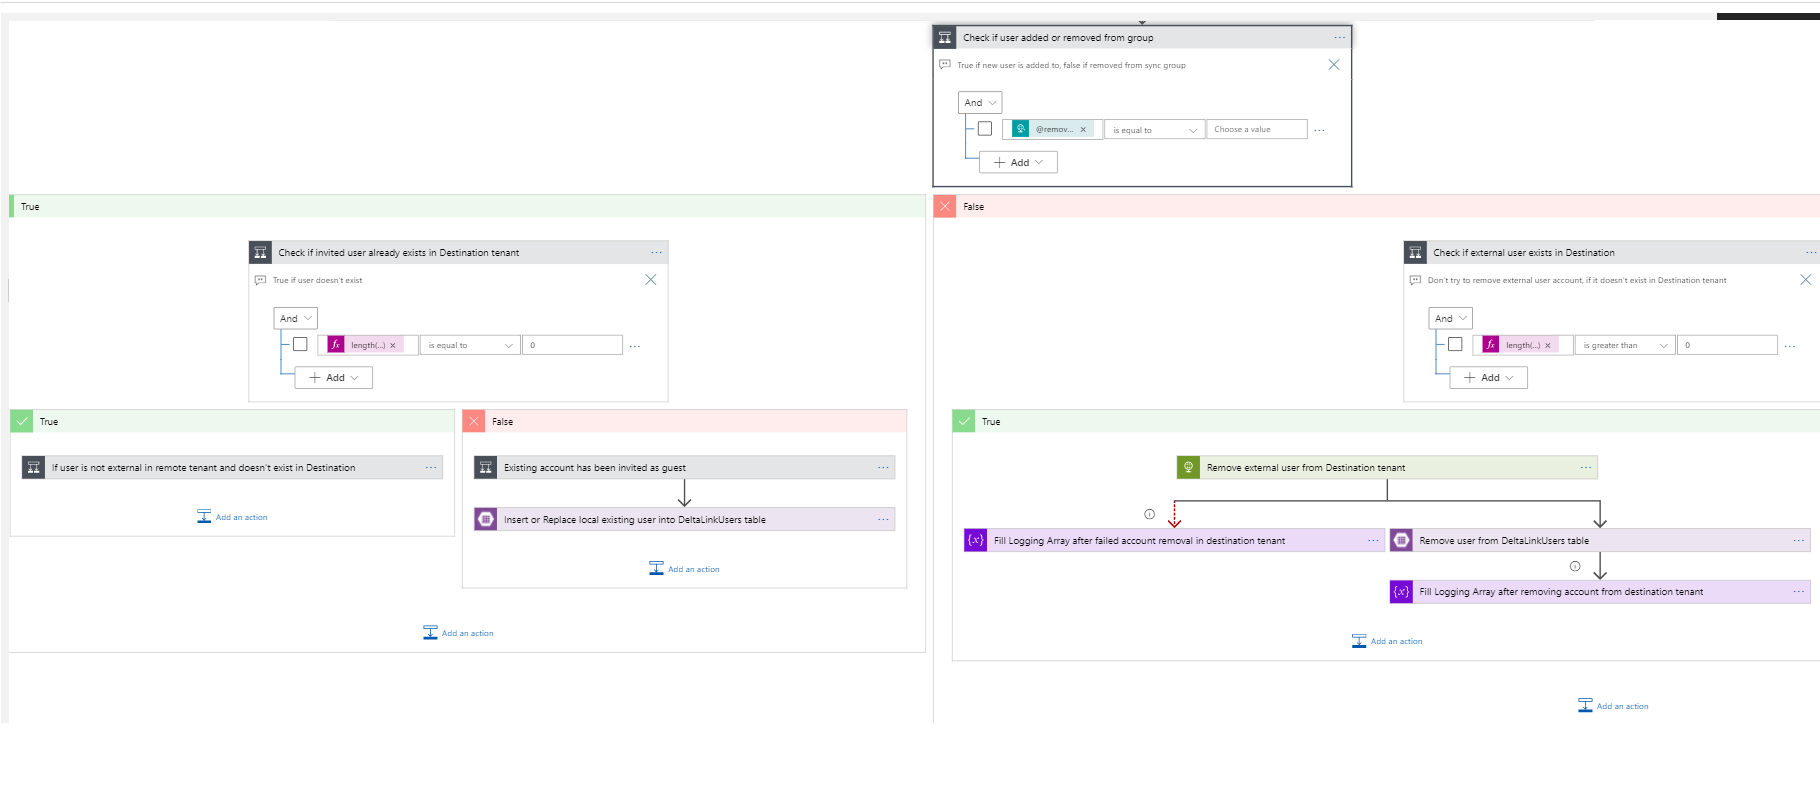 Check if user added or removed from group
True if new user is added to, false if removed from sync group
And
@remov... × is equal to Choose a value
Add
True
False
Check if invited user already exists in Destination tenant
True if user doesn't exist
And
fx length(...) × is equal to 0
Add
Check if external user exists in Destination
Don't try to remove external user account, if it doesn't exist in Destination tenant
And
fx length(...) × is greater than 0
Add
True
If user is not external in remote tenant and doesn't exist in Destination
Add an action
False
Existing account has been invited as guest
Insert or Replace local existing user into DeltaLinkUsers table
Add an action
Add an action
True
Remove external user from Destination tenant
{x} Fill Logging Array after failed account removal in destination tenant
Remove user from DeltaLinkUsers table
{x} Fill Logging Array after removing account from destination tenant
Add an action
Add an action